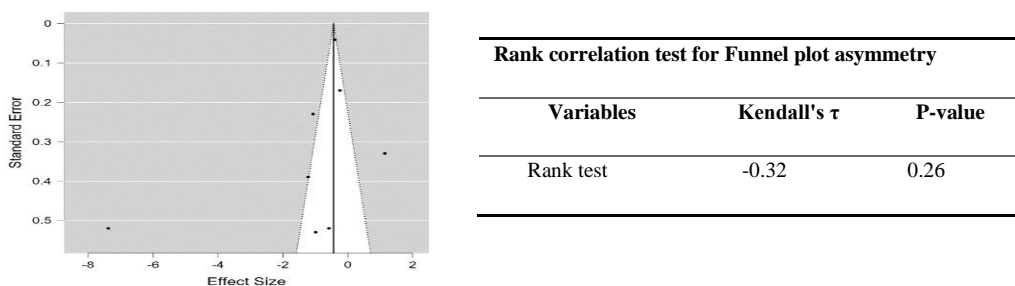 0
0.1
0.2
0.3
0.4
0.5
Standard Error
-8 -6 -4 -2 0 2
Effect Size
Rank correlation test for Funnel plot asymmetry
Variables Kendall's τ P-value
Rank test -0.32 0.26